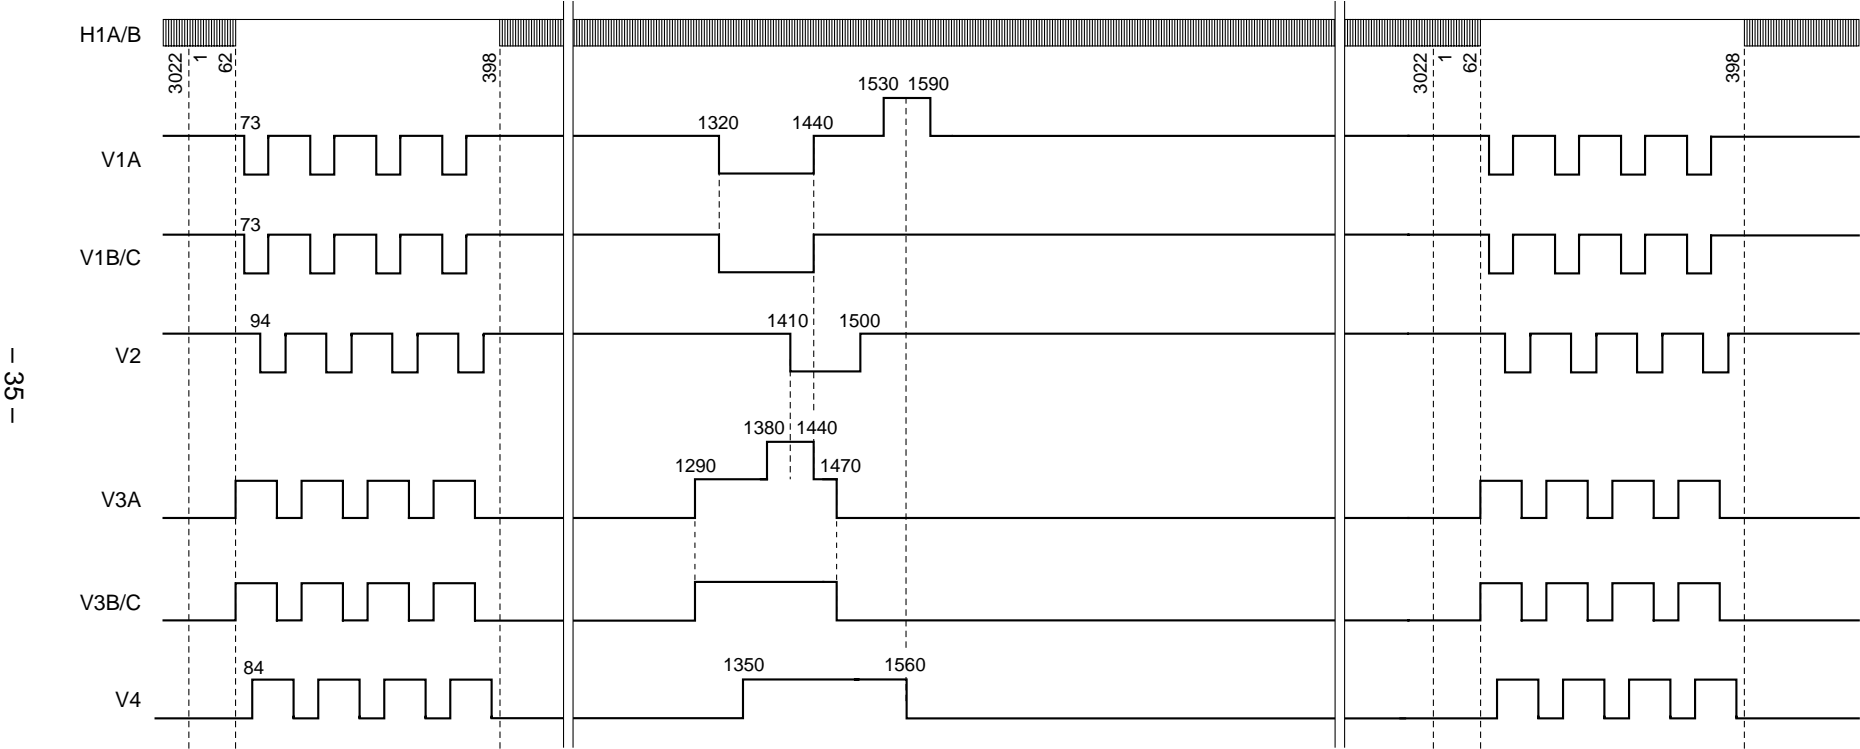 H1A/B
3022 1 62 398 3022 1 62 398
1530 1590
73 1320 1440
V1A
73
V1B/C
94 1410 1500
V2
– 35 –
1380 1440
1290 1470
V3A
V3B/C
84 1350 1560
V4